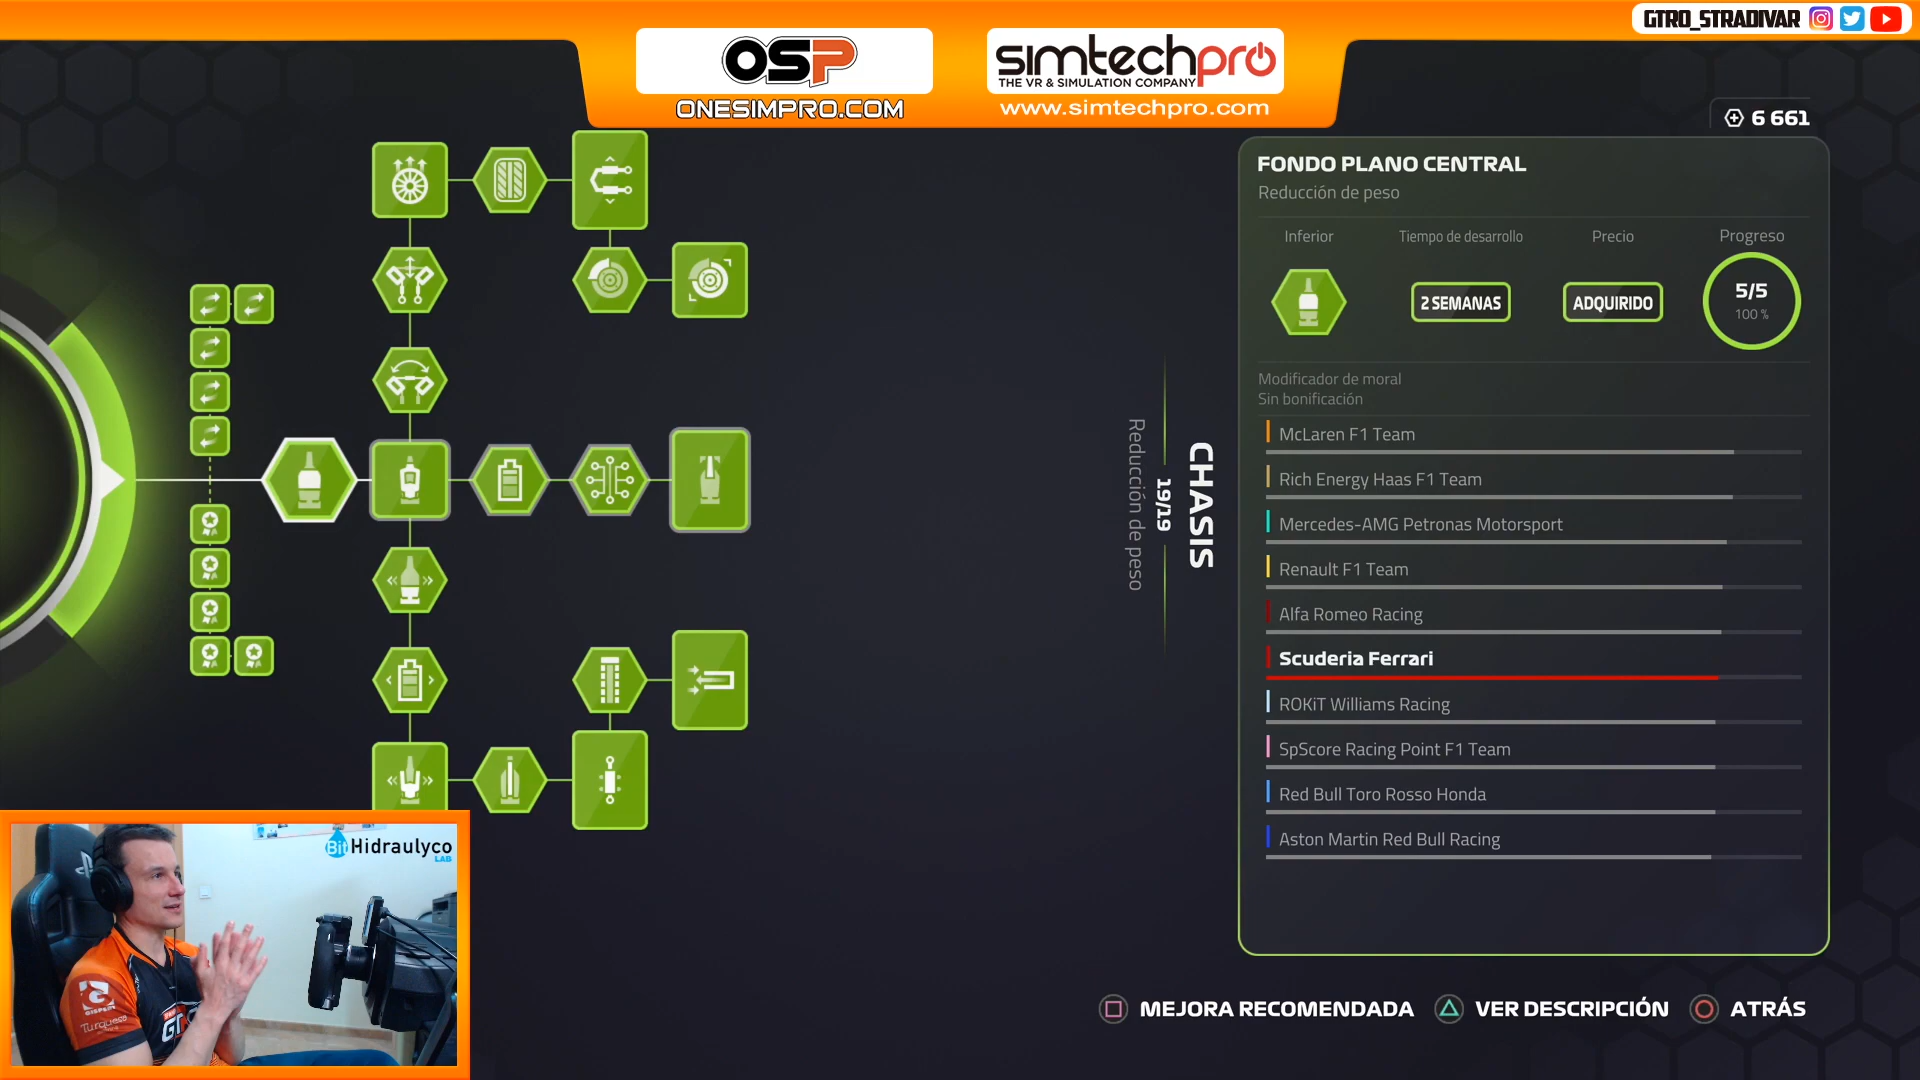 GTRO_STRADIVAR
OSP
ONESIMPRO.COM
simtechpro
THE VR & SIMULATION COMPANY
www.simtechpro.com
6 661
FONDO PLANO CENTRAL
Reducción de peso
Inferior
Tiempo de desarrollo
Precio
Progreso
2 SEMANAS
ADQUIRIDO
5/5
100 %
Modificador de moral
Sin bonificación
McLaren F1 Team
Rich Energy Haas F1 Team
Mercedes-AMG Petronas Motorsport
Renault F1 Team
Alfa Romeo Racing
Scuderia Ferrari
ROKiT Williams Racing
SpScore Racing Point F1 Team
Red Bull Toro Rosso Honda
Aston Martin Red Bull Racing
CHASIS
19/19
Reducción de peso
BitHidraulyco
LAB
MEJORA RECOMENDADA
VER DESCRIPCIÓN
ATRÁS